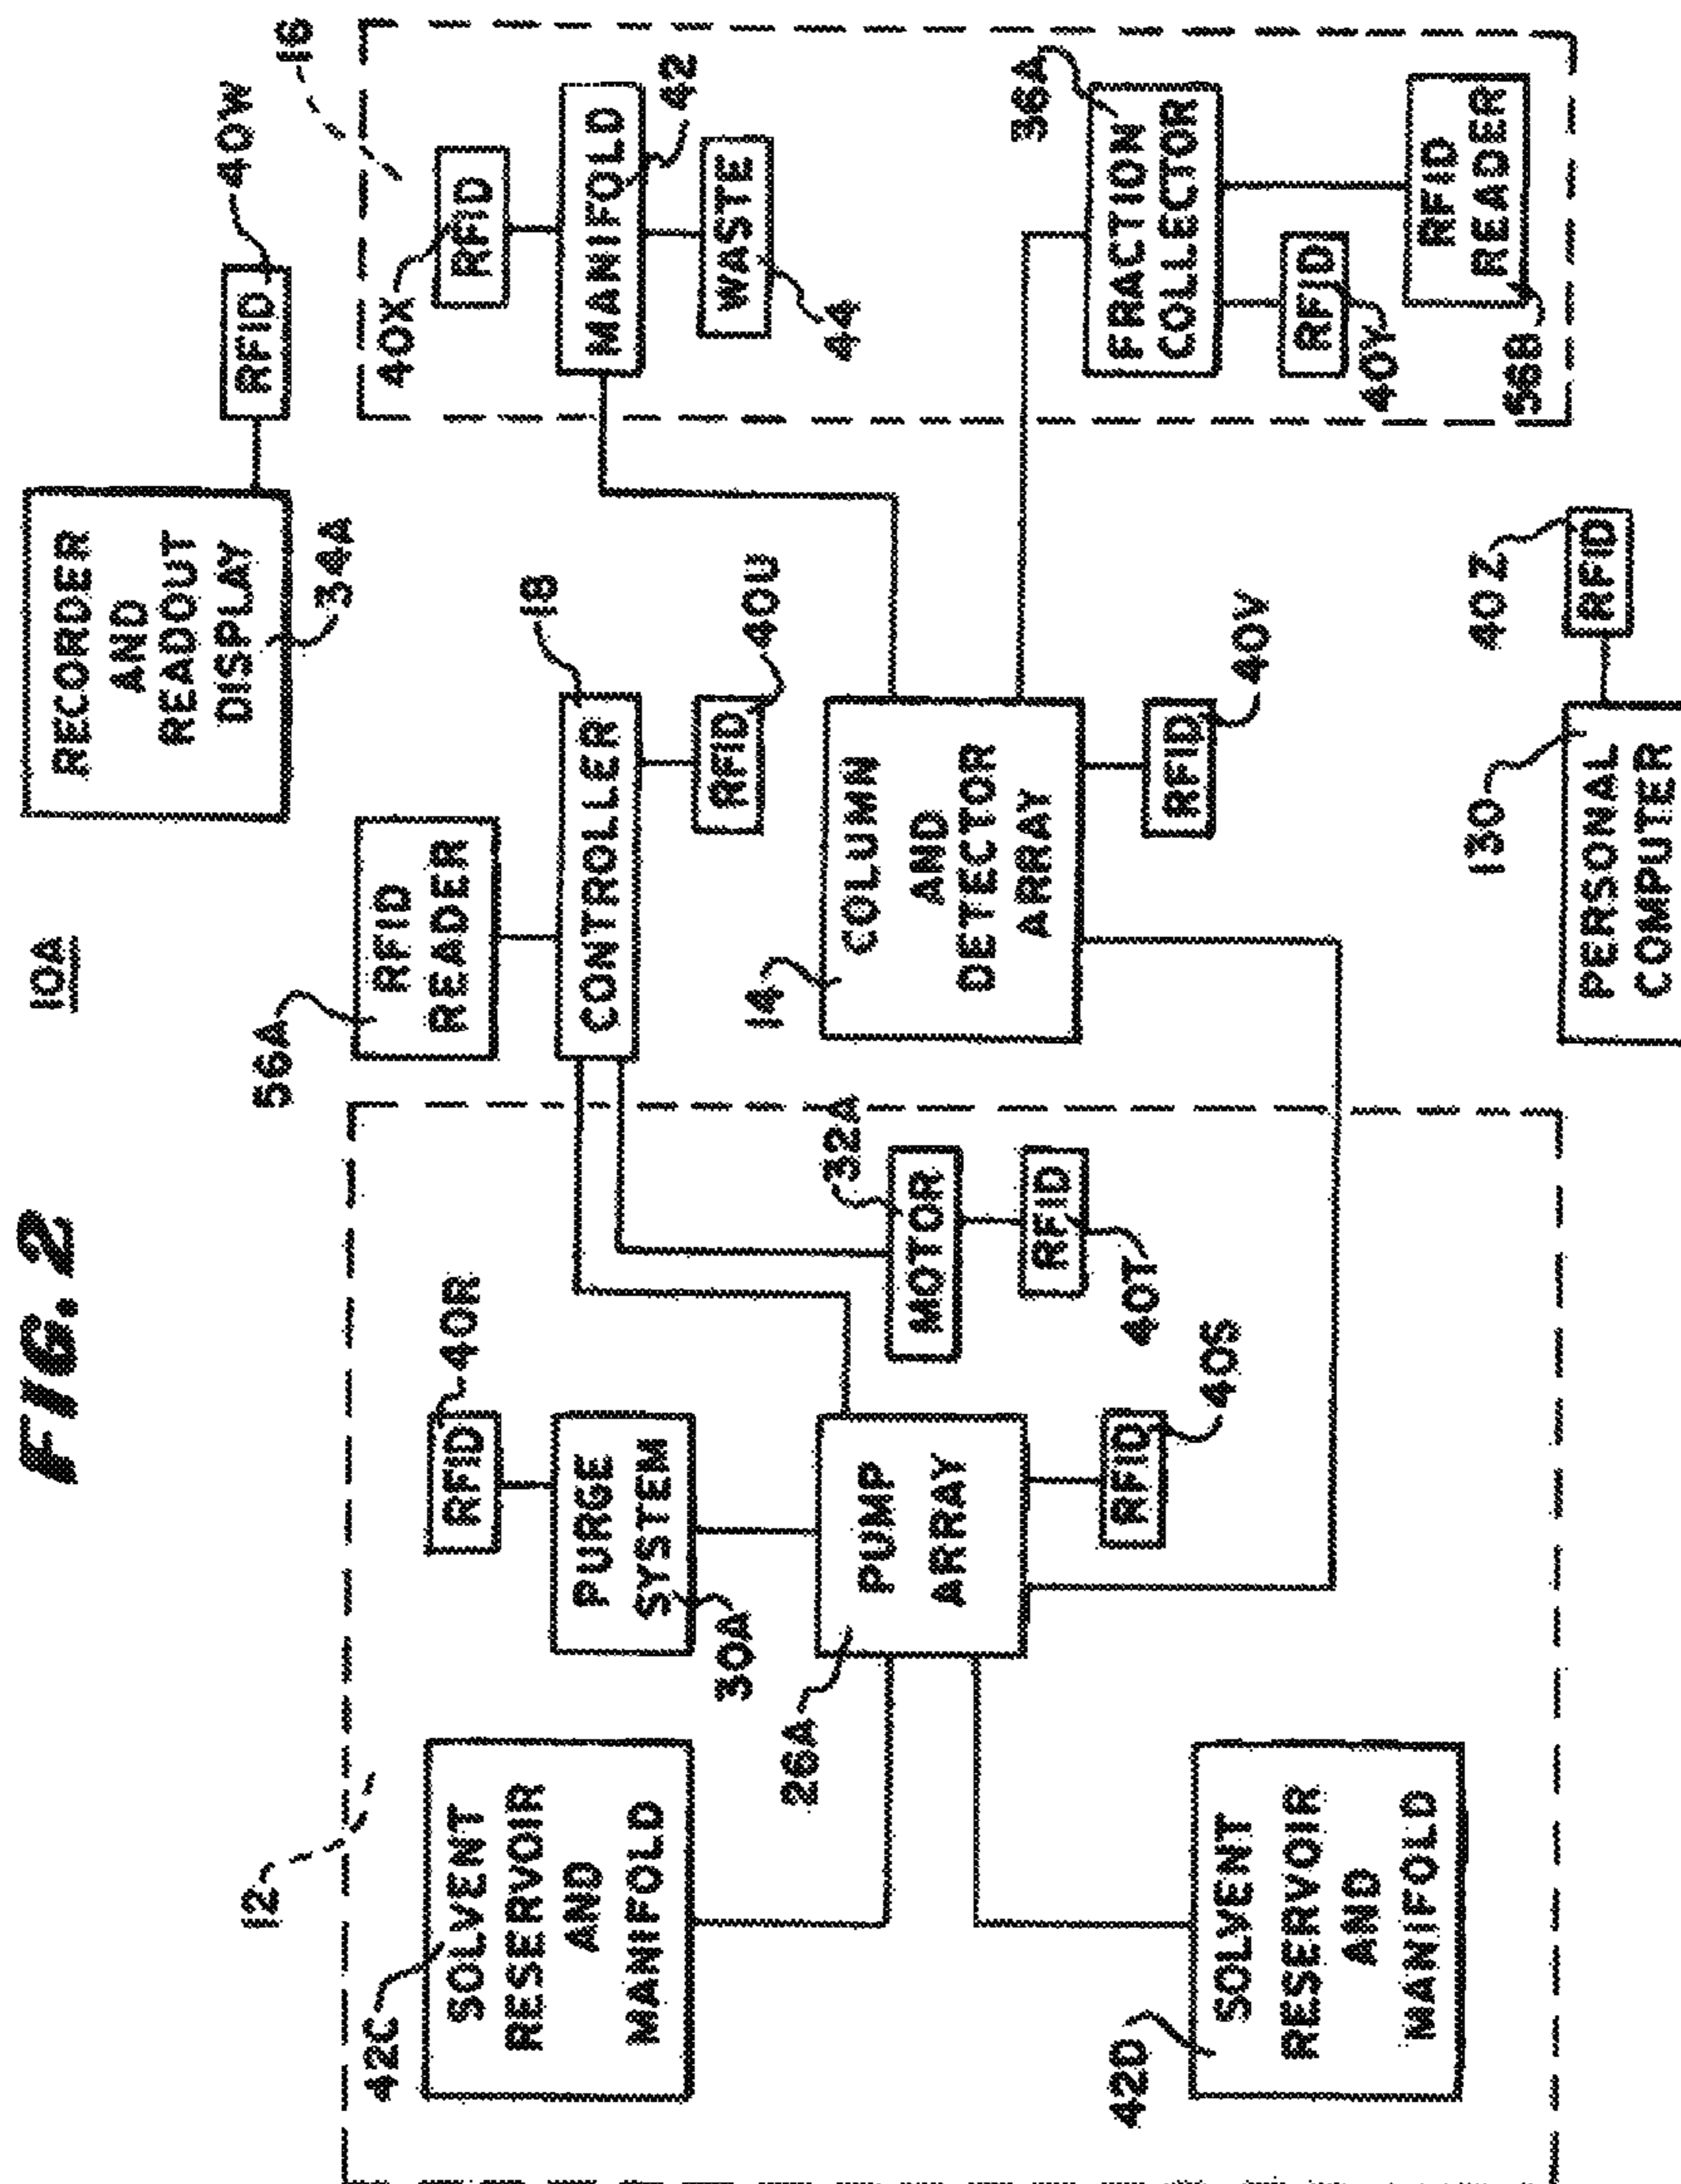 FIG. 2
10A
12
42C
SOLVENT
RESERVOIR
AND
MANIFOLD
42D
SOLVENT
RESERVOIR
AND
MANIFOLD
RFID
40R
PURGE
SYSTEM
30A
26A
PUMP
ARRAY
RFID
40S
32A
MOTOR
RFID
40T
56A
RFID
READER
18
CONTROLLER
RFID
40U
14
COLUMN
AND
DETECTOR
ARRAY
RFID
40V
130
PERSONAL
COMPUTER
40Z
RFID
RECORDER
AND
READOUT
DISPLAY
34A
RFID
40W
16
40X
RFID
MANIFOLD
42
WASTE
44
36A
FRACTION
COLLECTOR
RFID
40Y
RFID
READER
56B